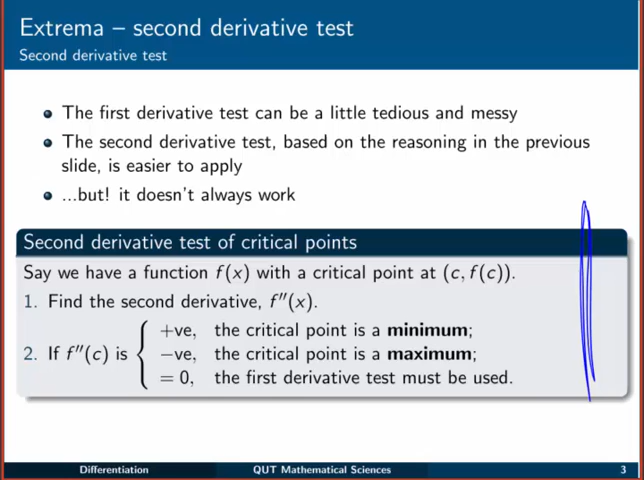 Extrema – second derivative test
Second derivative test
The first derivative test can be a little tedious and messy
The second derivative test, based on the reasoning in the previous
slide, is easier to apply
...but! it doesn't always work
Second derivative test of critical points
Say we have a function f(x) with a critical point at (c, f(c)).
1. Find the second derivative, f''(x).
+ve, the critical point is a minimum;
2. If f''(c) is { −ve, the critical point is a maximum;
= 0, the first derivative test must be used.
Differentiation QUT Mathematical Sciences 3